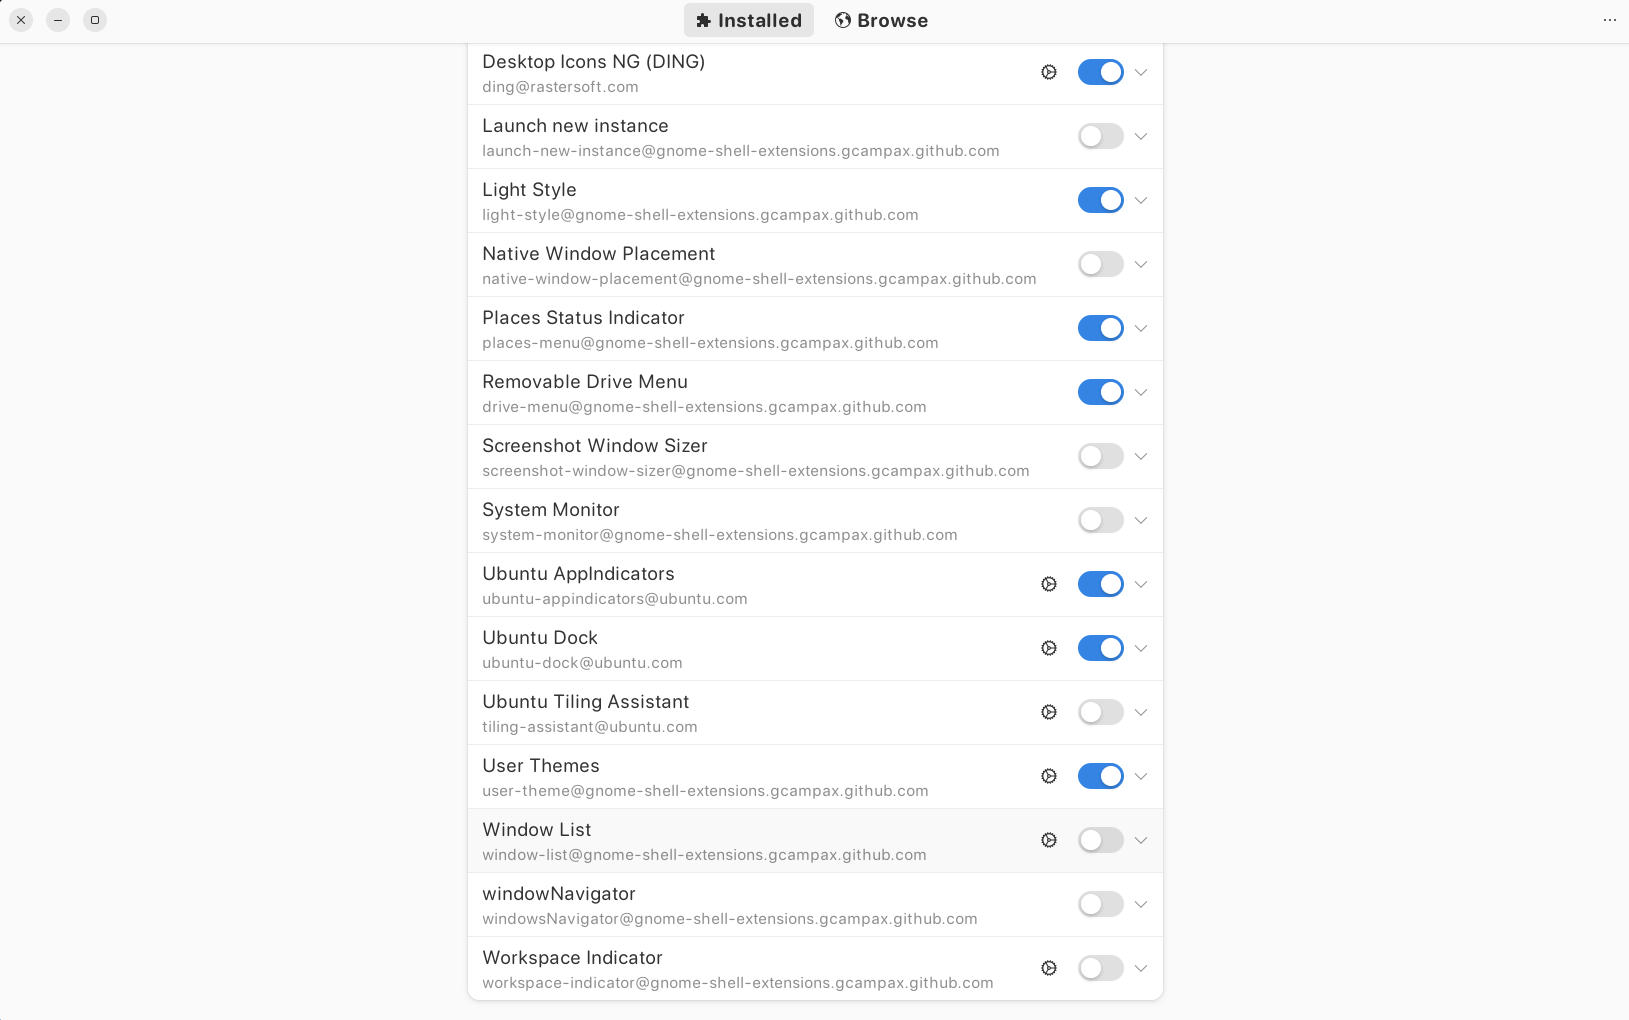 Installed
Browse
Desktop Icons NG (DING)
ding@rastersoft.com
Launch new instance
launch-new-instance@gnome-shell-extensions.gcampax.github.com
Light Style
light-style@gnome-shell-extensions.gcampax.github.com
Native Window Placement
native-window-placement@gnome-shell-extensions.gcampax.github.com
Places Status Indicator
places-menu@gnome-shell-extensions.gcampax.github.com
Removable Drive Menu
drive-menu@gnome-shell-extensions.gcampax.github.com
Screenshot Window Sizer
screenshot-window-sizer@gnome-shell-extensions.gcampax.github.com
System Monitor
system-monitor@gnome-shell-extensions.gcampax.github.com
Ubuntu AppIndicators
ubuntu-appindicators@ubuntu.com
Ubuntu Dock
ubuntu-dock@ubuntu.com
Ubuntu Tiling Assistant
tiling-assistant@ubuntu.com
User Themes
user-theme@gnome-shell-extensions.gcampax.github.com
Window List
window-list@gnome-shell-extensions.gcampax.github.com
windowNavigator
windowsNavigator@gnome-shell-extensions.gcampax.github.com
Workspace Indicator
workspace-indicator@gnome-shell-extensions.gcampax.github.com